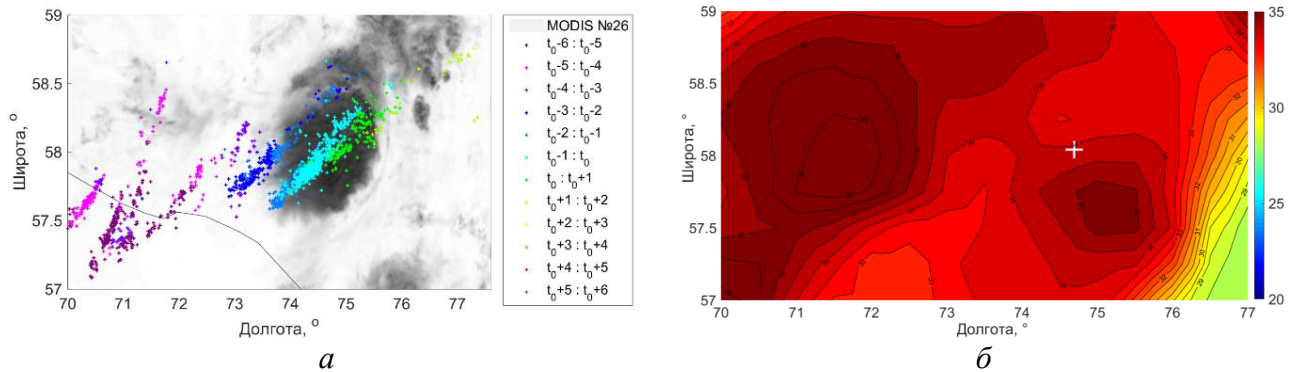 59
58.5
58
57.5
57
Широта, °
70 71 72 73 74 75 76 77
Долгота, °
MODIS №26
t0-6 : t0-5
t0-5 : t0-4
t0-4 : t0-3
t0-3 : t0-2
t0-2 : t0-1
t0-1 : t0
t0 : t0+1
t0+1 : t0+2
t0+2 : t0+3
t0+3 : t0+4
t0+4 : t0+5
t0+5 : t0+6
а
59
58.5
58
57.5
57
Широта, °
70 71 72 73 74 75 76 77
Долгота, °
35
30
25
20
б